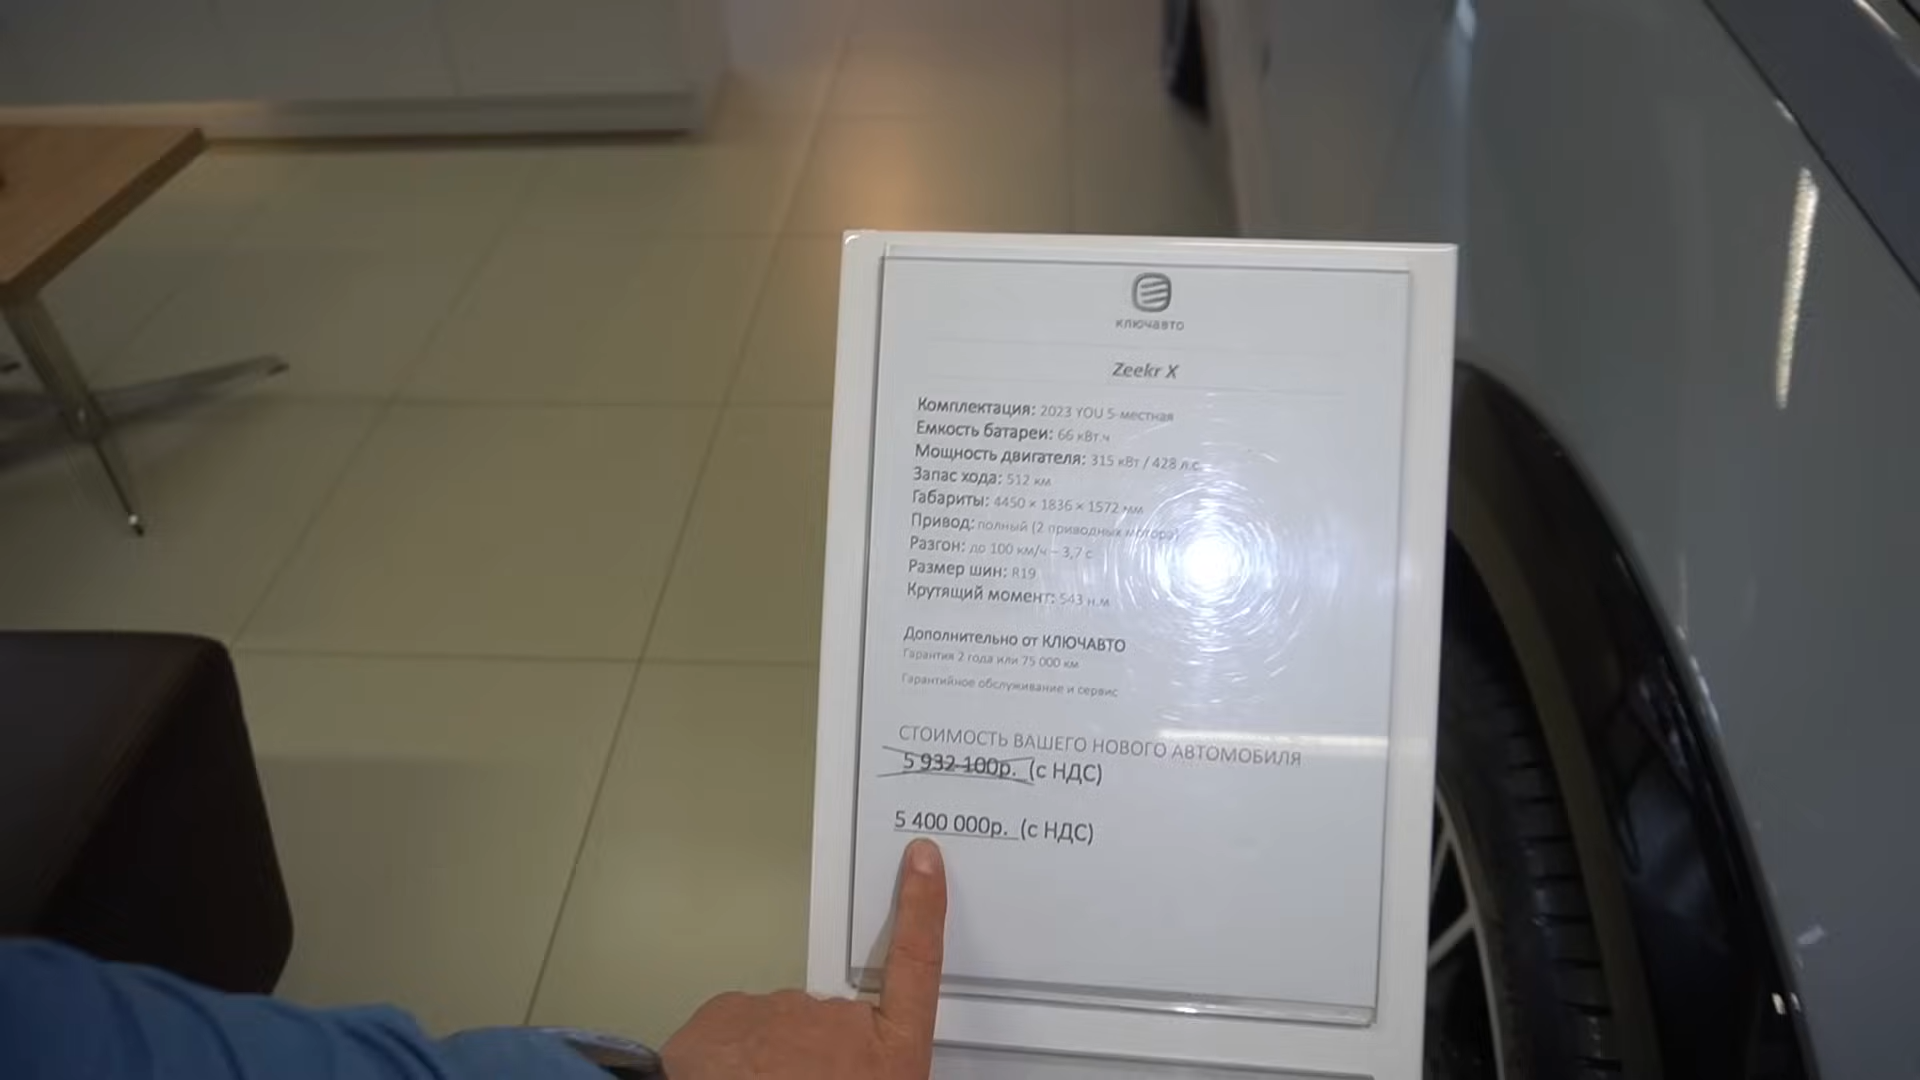 ключавто
Zeekr X
Комплектация: 2023 YOU 5-местная
Емкость батареи: 66 кВт.ч
Мощность двигателя: 315 кВт / 428 л.с.
Запас хода: 512 км
Габариты: 4450 × 1836 × 1572 мм
Привод: полный (2 приводных мотора)
Разгон: до 100 км/ч – 3,7 с
Размер шин: R19
Крутящий момент: 543 н.м
Дополнительно от КЛЮЧАВТО
Гарантия 2 года или 75 000 км
Гарантийное обслуживание и сервис
СТОИМОСТЬ ВАШЕГО НОВОГО АВТОМОБИЛЯ
5 932 100р. (с НДС)
5 400 000р. (с НДС)